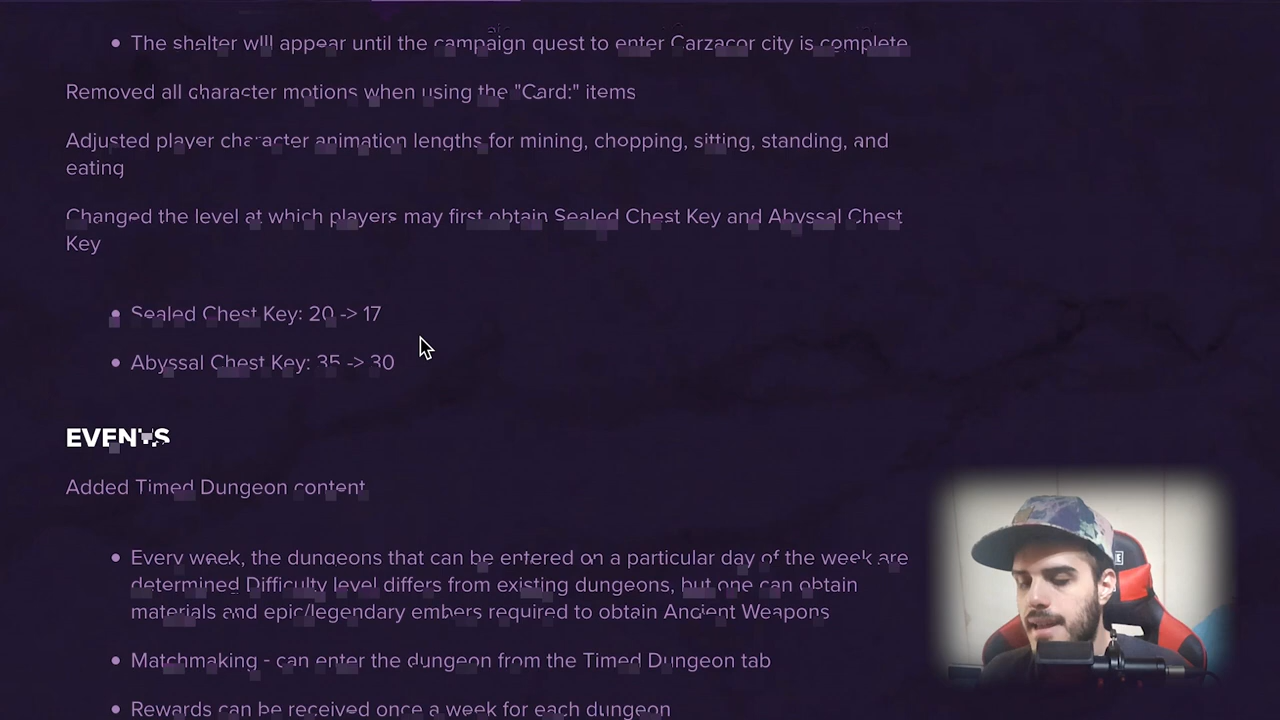 • The shelter will appear until the campaign quest to enter Carzacor city is complete
Removed all character motions when using the "Card:" items
Adjusted player character animation lengths for mining, chopping, sitting, standing, and
eating
Changed the level at which players may first obtain Sealed Chest Key and Abyssal Chest
Key
• Sealed Chest Key: 20 -> 17
• Abyssal Chest Key: 35 -> 30
EVENTS
Added Timed Dungeon content
• Every week, the dungeons that can be entered on a particular day of the week are
determined Difficulty level differs from existing dungeons, but one can obtain
materials and epic/legendary embers required to obtain Ancient Weapons
• Matchmaking - can enter the dungeon from the Timed Dungeon tab
• Rewards can be received once a week for each dungeon